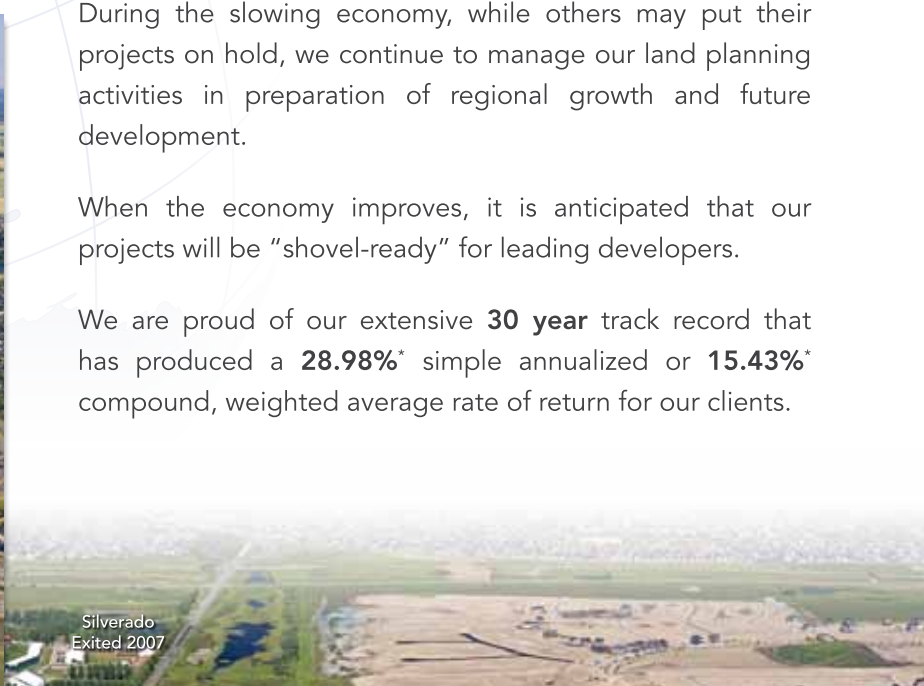 During the slowing economy, while others may put their
projects on hold, we continue to manage our land planning
activities in preparation of regional growth and future
development.
When the economy improves, it is anticipated that our
projects will be “shovel-ready” for leading developers.
We are proud of our extensive 30 year track record that
has produced a 28.98%* simple annualized or 15.43%*
compound, weighted average rate of return for our clients.
Silverado
Exited 2007